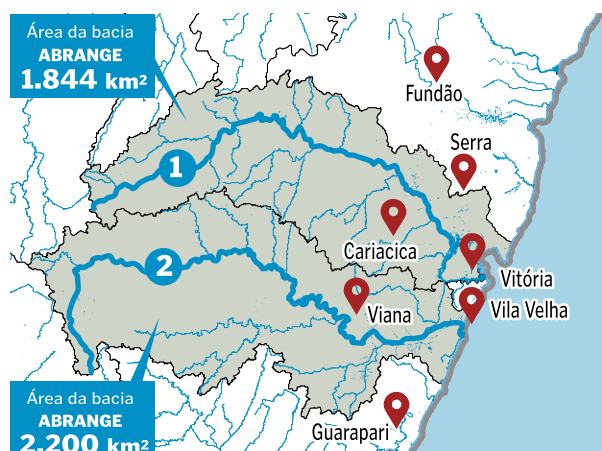 Área da bacia
ABRANGE
1.844 km²
Fundão
Serra
1
Cariacica
2
Vitória
Viana
Vila Velha
Área da bacia
ABRANGE
2.200 km²
Guarapari